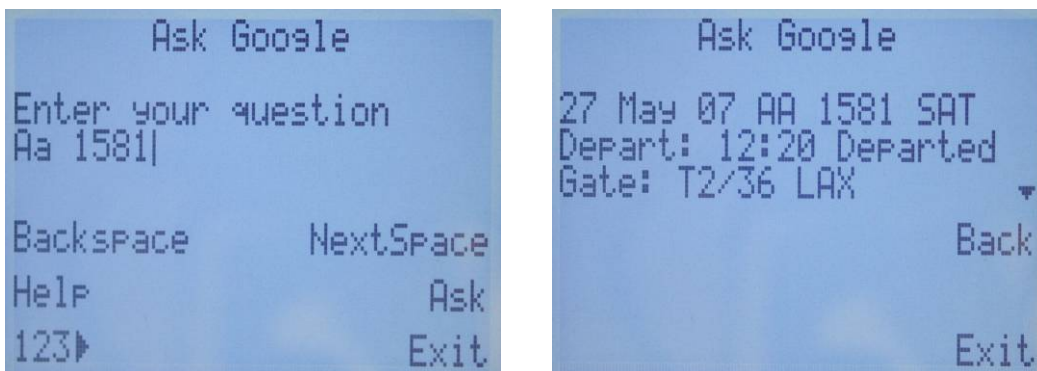 Ask Google
Enter your question
Aa 1581|
Backspace NextSpace
Help Ask
123▶ Exit
Ask Google
27 May 07 AA 1581 SAT
Depart: 12:20 Departed
Gate: T2/36 LAX ▼
Back
Exit